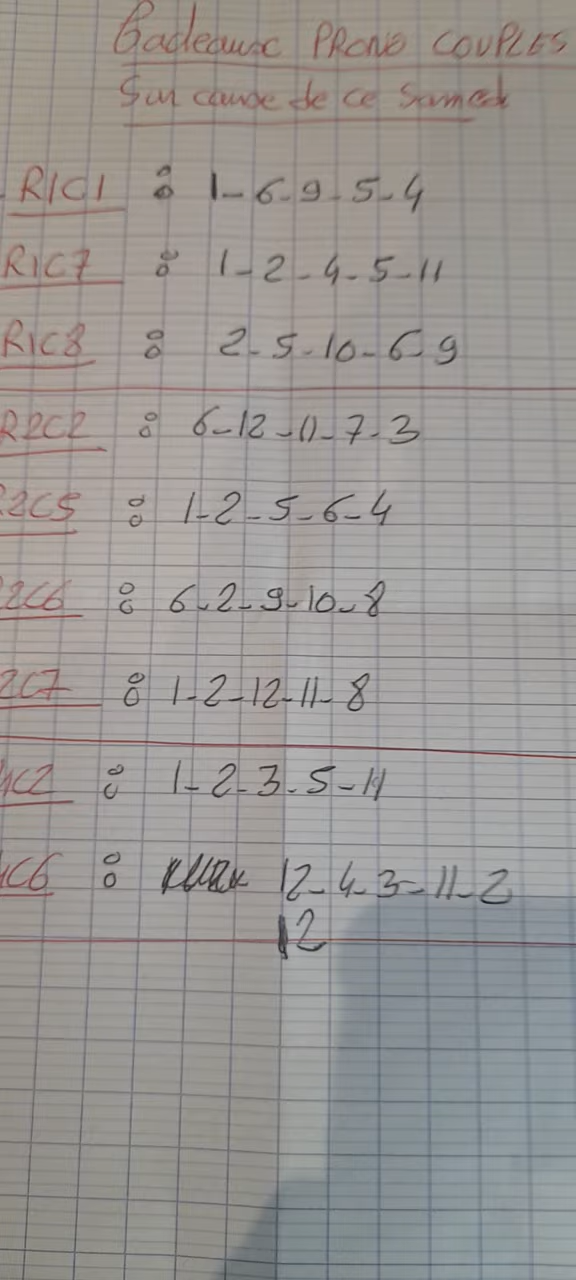 Cadeaux PRONO COUPLES
Sur course de ce Samedi
R1C1 : 1-6-9-5-4
R1C7 : 1-2-4-5-11
R1C8 : 2-5-10-6-9
R2C2 : 6-12-11-7-3
2C5 : 1-2-5-6-4
2C6 : 6-2-9-10-8
2C7 : 1-2-12-11-8
4C2 : 1-2-3-5-11
C6 : 12-4-3-11-2
12